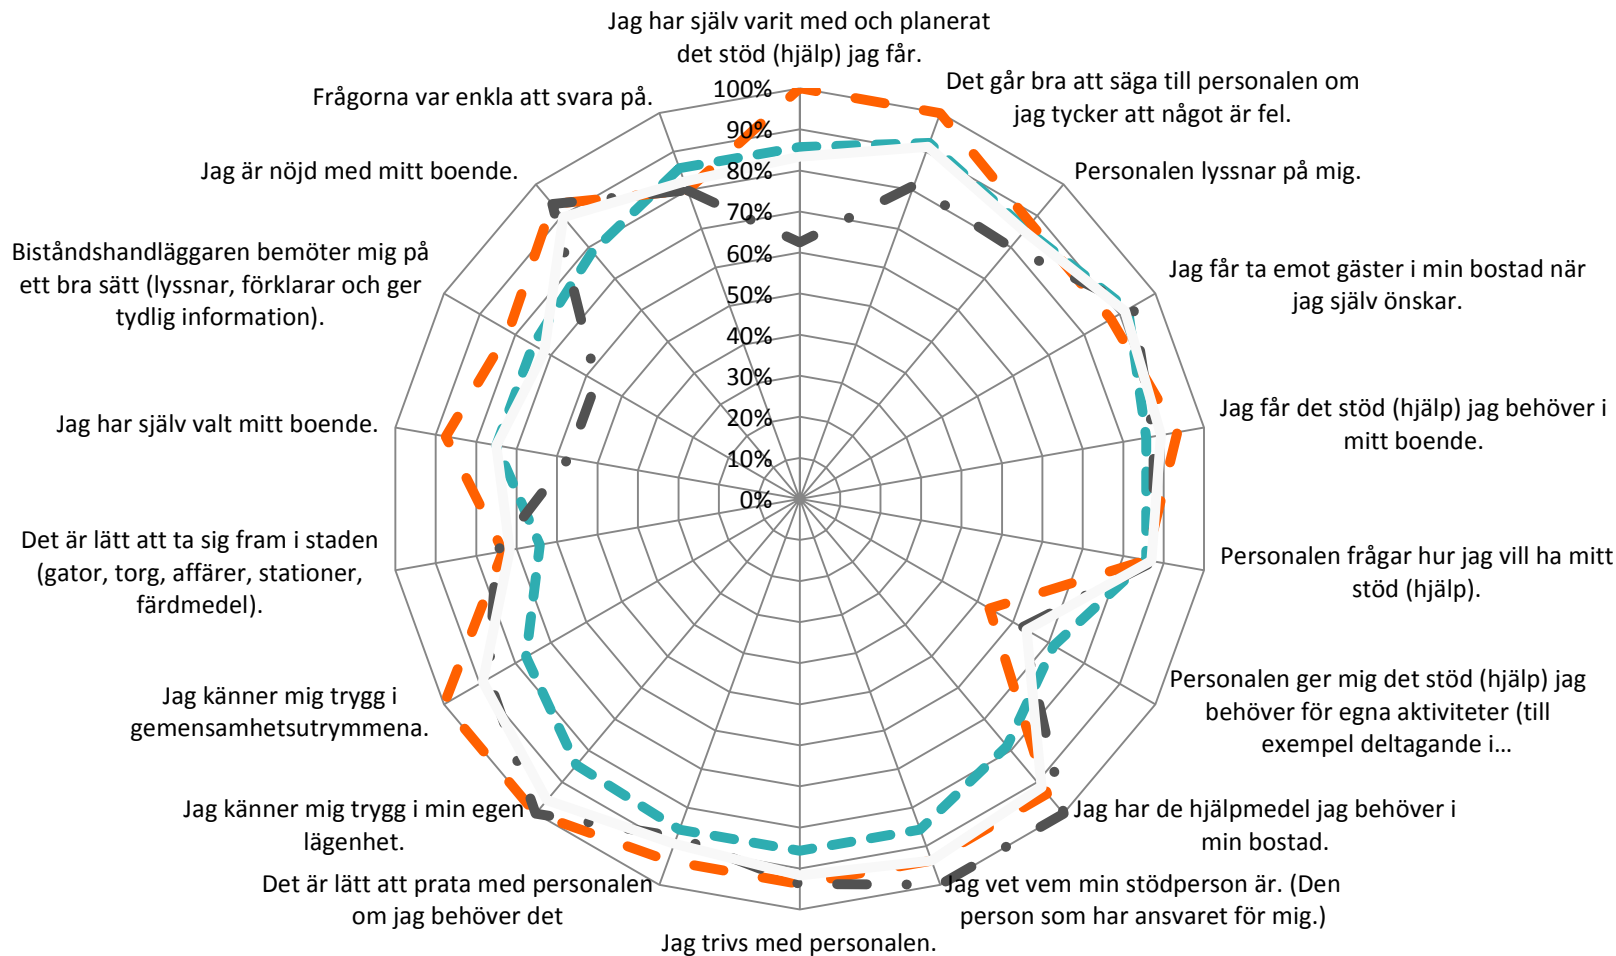 Jag har själv varit med och planerat
det stöd (hjälp) jag får.
Det går bra att säga till personalen om
jag tycker att något är fel.
Personalen lyssnar på mig.
Jag får ta emot gäster i min bostad när
jag själv önskar.
Jag får det stöd (hjälp) jag behöver i
mitt boende.
Personalen frågar hur jag vill ha mitt
stöd (hjälp).
Personalen ger mig det stöd (hjälp) jag
behöver för egna aktiviteter (till
exempel deltagande i…
Jag har de hjälpmedel jag behöver i
min bostad.
Jag vet vem min stödperson är. (Den
person som har ansvaret för mig.)
Jag trivs med personalen.
Det är lätt att prata med personalen
om jag behöver det
Jag känner mig trygg i min egen
lägenhet.
Jag känner mig trygg i
gemensamhetsutrymmena.
Det är lätt att ta sig fram i staden
(gator, torg, affärer, stationer,
färdmedel).
Jag har själv valt mitt boende.
Biståndshandläggaren bemöter mig på
ett bra sätt (lyssnar, förklarar och ger
tydlig information).
Jag är nöjd med mitt boende.
Frågorna var enkla att svara på.
100%
90%
80%
70%
60%
50%
40%
30%
20%
10%
0%